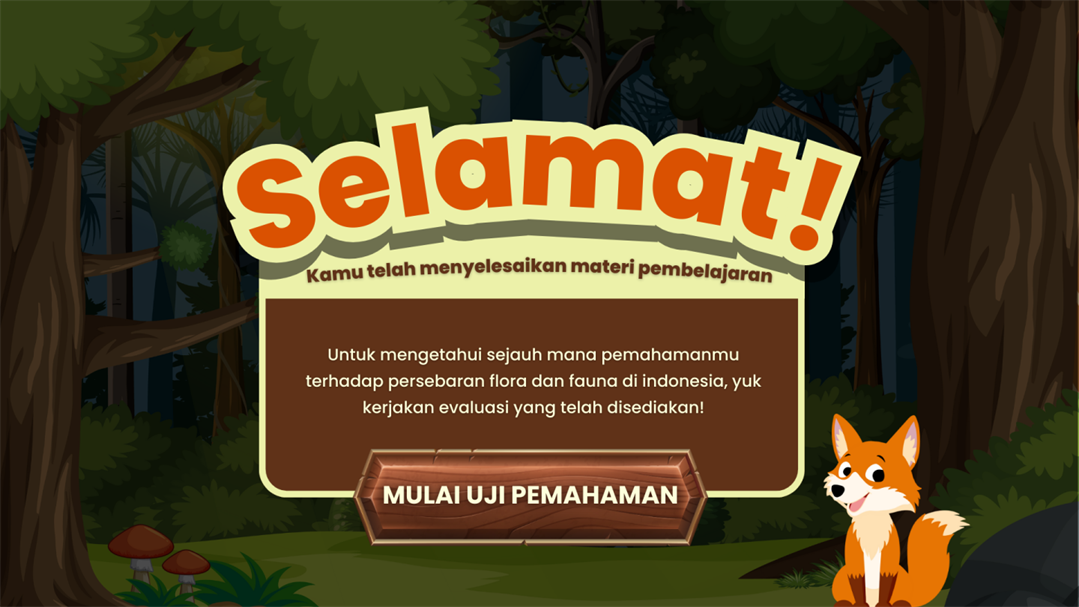 Selamat!
Kamu telah menyelesaikan materi pembelajaran
Untuk mengetahui sejauh mana pemahamanmu
terhadap persebaran flora dan fauna di indonesia, yuk
kerjakan evaluasi yang telah disediakan!
MULAI UJI PEMAHAMAN